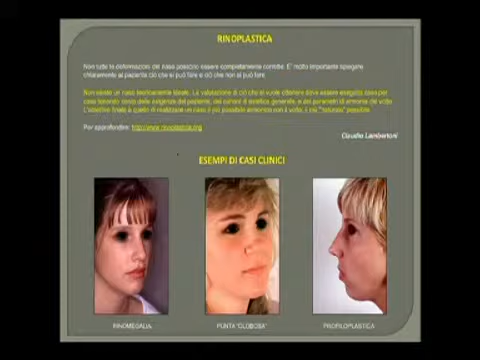 RINOPLASTICA
Non tutte le deformazioni del naso possono essere completamente corrette. E' molto importante spiegare
chiaramente al paziente ciò che si può fare e ciò che non si può fare.
Non esiste un naso teoricamente ideale. La valutazione di ciò che si vuole ottenere deve essere eseguita caso per
caso tenendo conto delle esigenze del paziente, dei canoni di estetica generale, e dei parametri di armonia del volto.
L'obiettivo finale è quello di realizzare un naso il più possibile armonico con il volto, il più "naturale" possibile.
Per approfondire: http://www.rinoplastica.org
Claudio Lambertoni
ESEMPI DI CASI CLINICI
RINOMEGALIA
PUNTA "GLOBOSA"
PROFILOPLASTICA